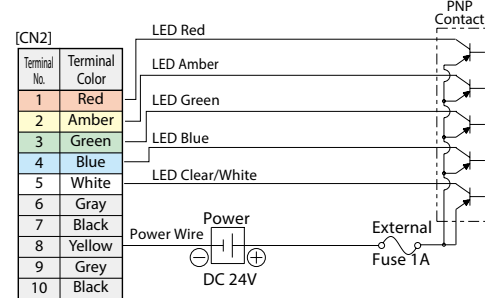 PNP
Contact
[CN2]
LED Red
Terminal No.
Terminal Color
LED Amber
1 Red
LED Green
2 Amber
3 Green
LED Blue
4 Blue
LED Clear/White
5 White
6 Gray
7 Black
Power
External
8 Yellow
Power Wire
Fuse 1A
9 Grey
DC 24V
10 Black